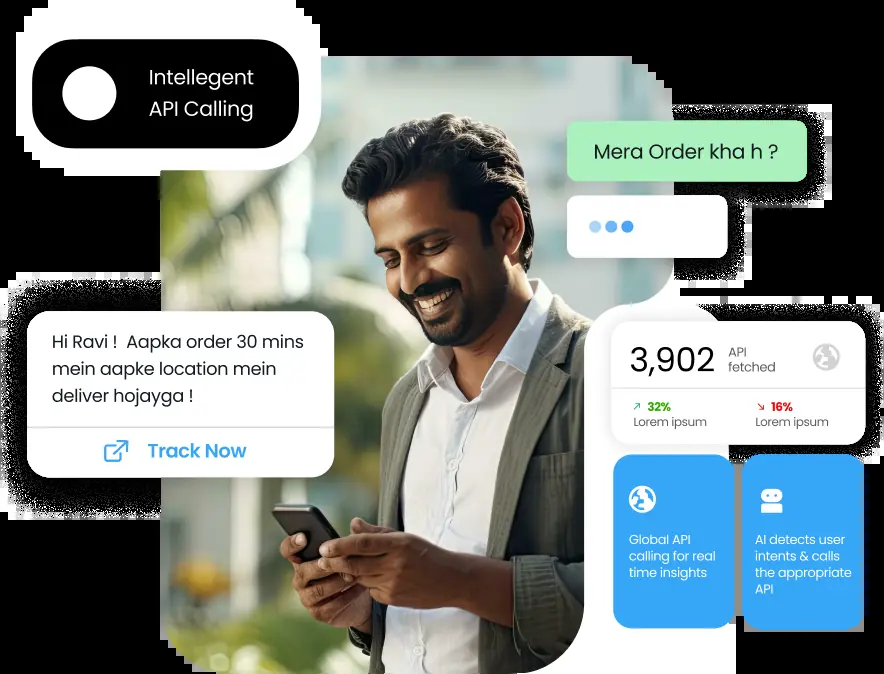 Intellegent
API Calling
Mera Order kha h ?
Hi Ravi !  Aapka order 30 mins
mein aapke location mein
deliver hojayga !
Track Now
3,902 API
fetched
32%
Lorem ipsum
16%
Lorem ipsum
Global API
calling for real
time insights
AI detects user
intents & calls
the appropriate
API